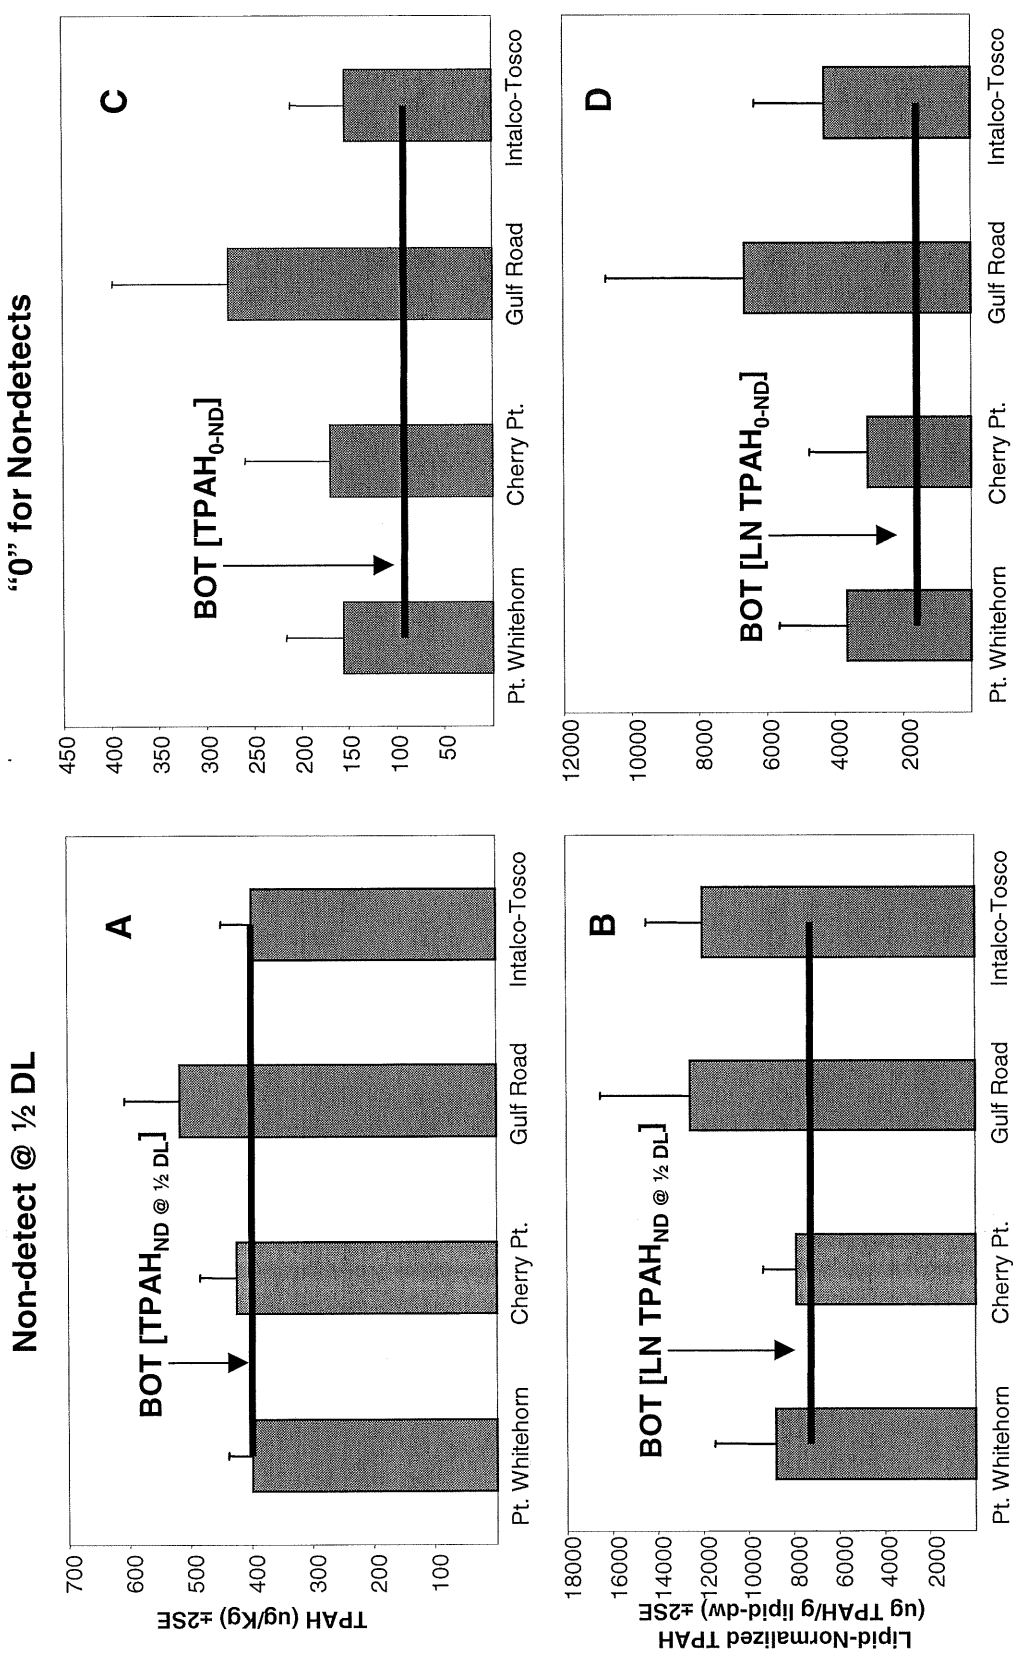 Non-detect @ ½ DL
“0” for Non-detects
A
BOT [TPAHND @ ½ DL]
TPAH (ug/Kg) ±2SE
700
600
500
400
300
200
100
Pt. Whitehorn
Cherry Pt.
Gulf Road
Intalco-Tosco
C
BOT [TPAH0-ND]
450
400
350
300
250
200
150
100
50
Pt. Whitehorn
Cherry Pt.
Gulf Road
Intalco-Tosco
B
BOT [LN TPAHND @ ½ DL]
Lipid-Normalized TPAH
(ug TPAH/g lipid-dw) ±2SE
18000
16000
14000
12000
10000
8000
6000
4000
2000
Pt. Whitehorn
Cherry Pt.
Gulf Road
Intalco-Tosco
D
BOT [LN TPAH0-ND]
12000
10000
8000
6000
4000
2000
Pt. Whitehorn
Cherry Pt.
Gulf Road
Intalco-Tosco